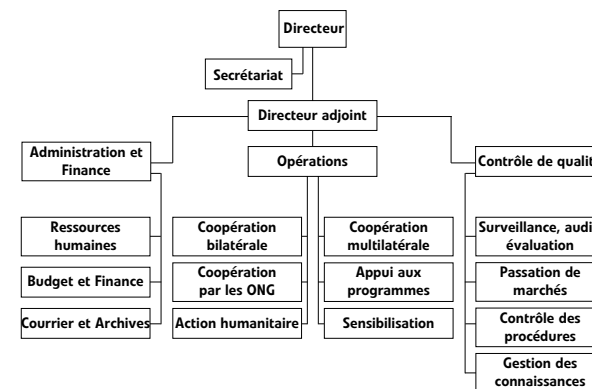 Directeur
Secrétariat
Directeur adjoint
Administration et
Finance
Opérations
Contrôle de qualit
Ressources
humaines
Coopération
bilatérale
Coopération
multilatérale
Surveillance, audi
évaluation
Budget et Finance
Coopération
par les ONG
Appui aux
programmes
Passation de
marchés
Courrier et Archives
Action humanitaire
Sensibilisation
Contrôle des
procédures
Gestion des
connaissances